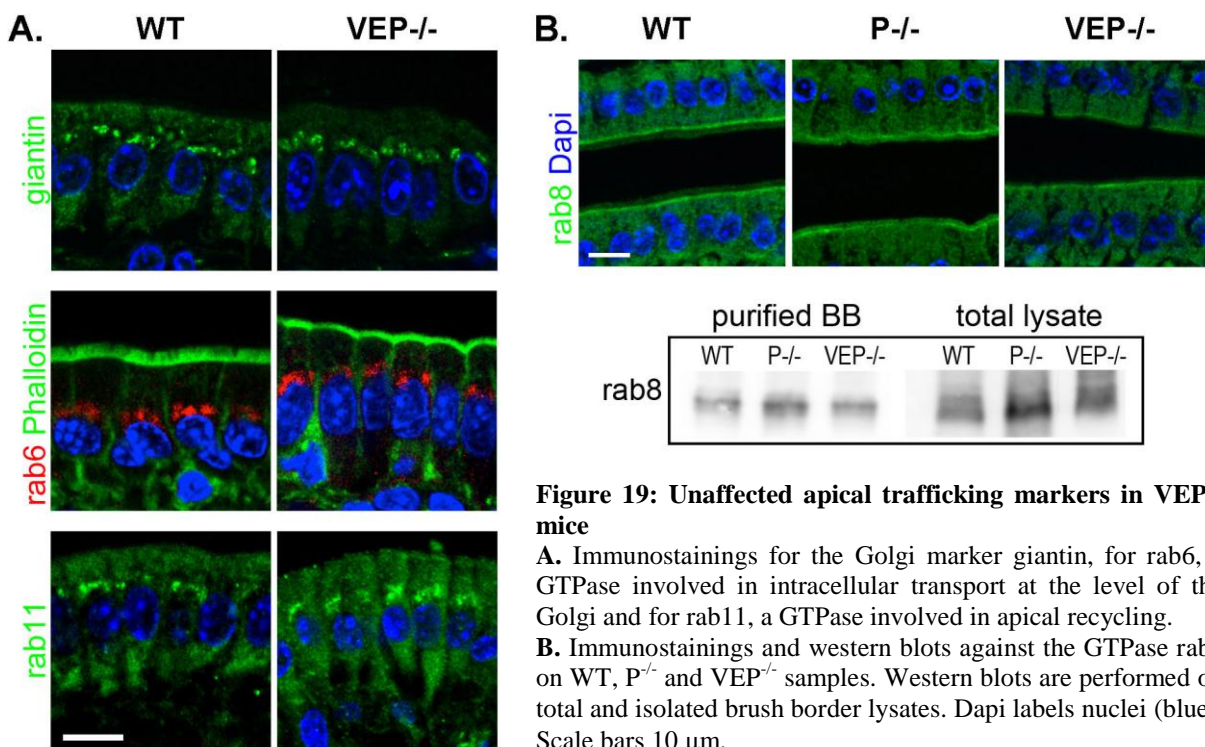 A. WT VEP-/-
giantin
rab6 Phalloidin
rab11
B. WT P-/- VEP-/-
rab8 Dapi
purified BB total lysate
WT P-/- VEP-/- WT P-/- VEP-/-
rab8
Figure 19: Unaffected apical trafficking markers in VEP
mice
A. Immunostainings for the Golgi marker giantin, for rab6,
GTPase involved in intracellular transport at the level of th
Golgi and for rab11, a GTPase involved in apical recycling.
B. Immunostainings and western blots against the GTPase rab
on WT, P-/- and VEP-/- samples. Western blots are performed o
total and isolated brush border lysates. Dapi labels nuclei (blue
Scale bars 10 µm.